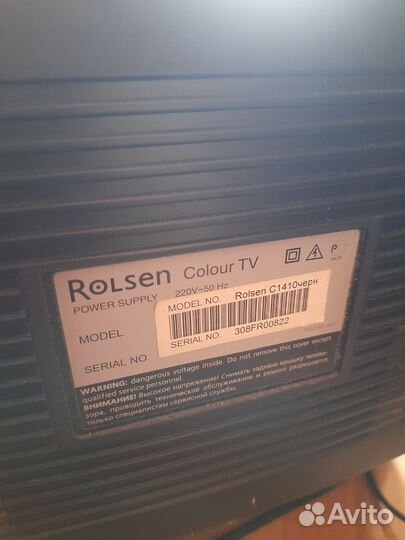 ROLSEN Colour TV
POWER SUPPLY 220V~50 Hz
MODEL
MODEL NO. Rolsen C1410черн
SERIAL NO.
SERIAL NO. 308FR00822
WARNING: dangerous voltage inside. Do not remove this cover except
qualified service personnel.
ВНИМАНИЕ! Высокое напряжение! Снимать заднюю крышку телеви-
зора, проводить техническое обслуживание и ремонт разрешается
только специалистам сервисной службы.
Avito